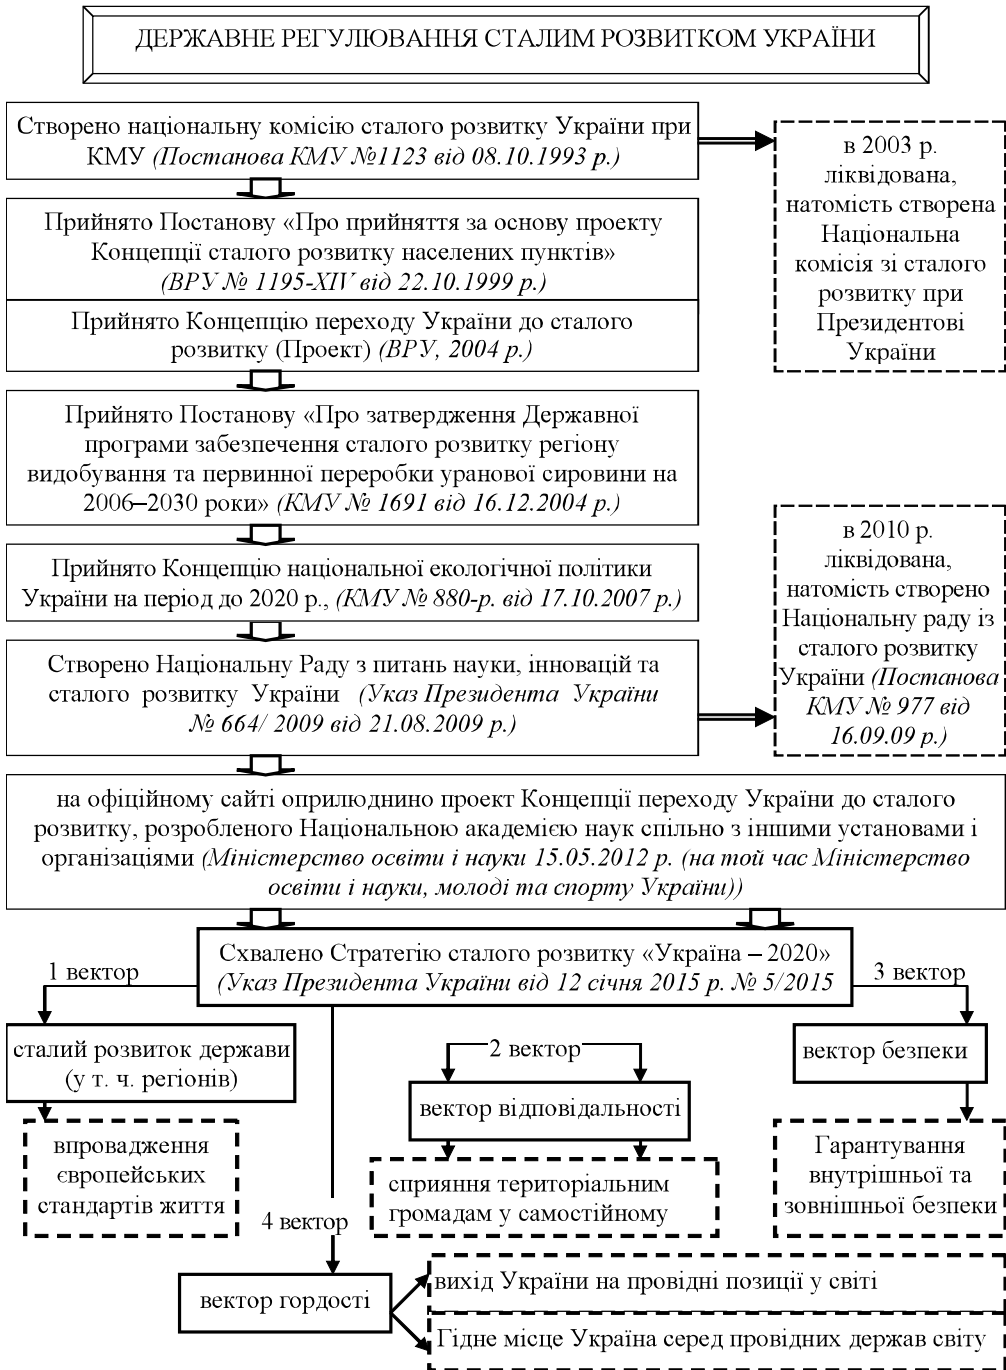 ДЕРЖАВНЕ РЕГУЛЮВАННЯ СТАЛИМ РОЗВИТКОМ УКРАЇНИ
Створено національну комісію сталого розвитку України при
КМУ (Постанова КМУ №1123 від 08.10.1993 р.)
в 2003 р.
ліквідована,
натомість створена
Національна
комісія зі сталого
розвитку при
Президентові
України
Прийнято Постанову «Про прийняття за основу проекту
Концепції сталого розвитку населених пунктів»
(ВРУ № 1195-XIV від 22.10.1999 р.)
Прийнято Концепцію переходу України до сталого
розвитку (Проект) (ВРУ, 2004 р.)
Прийнято Постанову «Про затвердження Державної
програми забезпечення сталого розвитку регіону
видобування та первинної переробки уранової сировини на
2006–2030 роки» (КМУ № 1691 від 16.12.2004 р.)
Прийнято Концепцію національної екологічної політики
України на період до 2020 р., (КМУ № 880-р. від 17.10.2007 р.)
Створено Національну Раду з питань науки, інновацій та
сталого розвитку України (Указ Президента України
№ 664/ 2009 від 21.08.2009 р.)
в 2010 р.
ліквідована,
натомість створено
Національну раду із
сталого розвитку
України (Постанова
КМУ № 977 від
16.09.09 р.)
на офіційному сайті оприлюднино проект Концепції переходу України до сталого
розвитку, розробленого Національною академією наук спільно з іншими установами і
організаціями (Міністерство освіти і науки 15.05.2012 р. (на той час Міністерство
освіти і науки, молоді та спорту України))
Схвалено Стратегію сталого розвитку «Україна – 2020»
(Указ Президента України від 12 січня 2015 р. № 5/2015
1 вектор
сталий розвиток держави
(у т. ч. регіонів)
впровадження
європейських
стандартів життя
2 вектор
вектор відповідальності
сприяння територіальним
громадам у самостійному
3 вектор
вектор безпеки
Гарантування
внутрішньої та
зовнішньої безпеки
4 вектор
вектор гордості
вихід України на провідні позиції у світі
Гідне місце Україна серед провідних держав світу